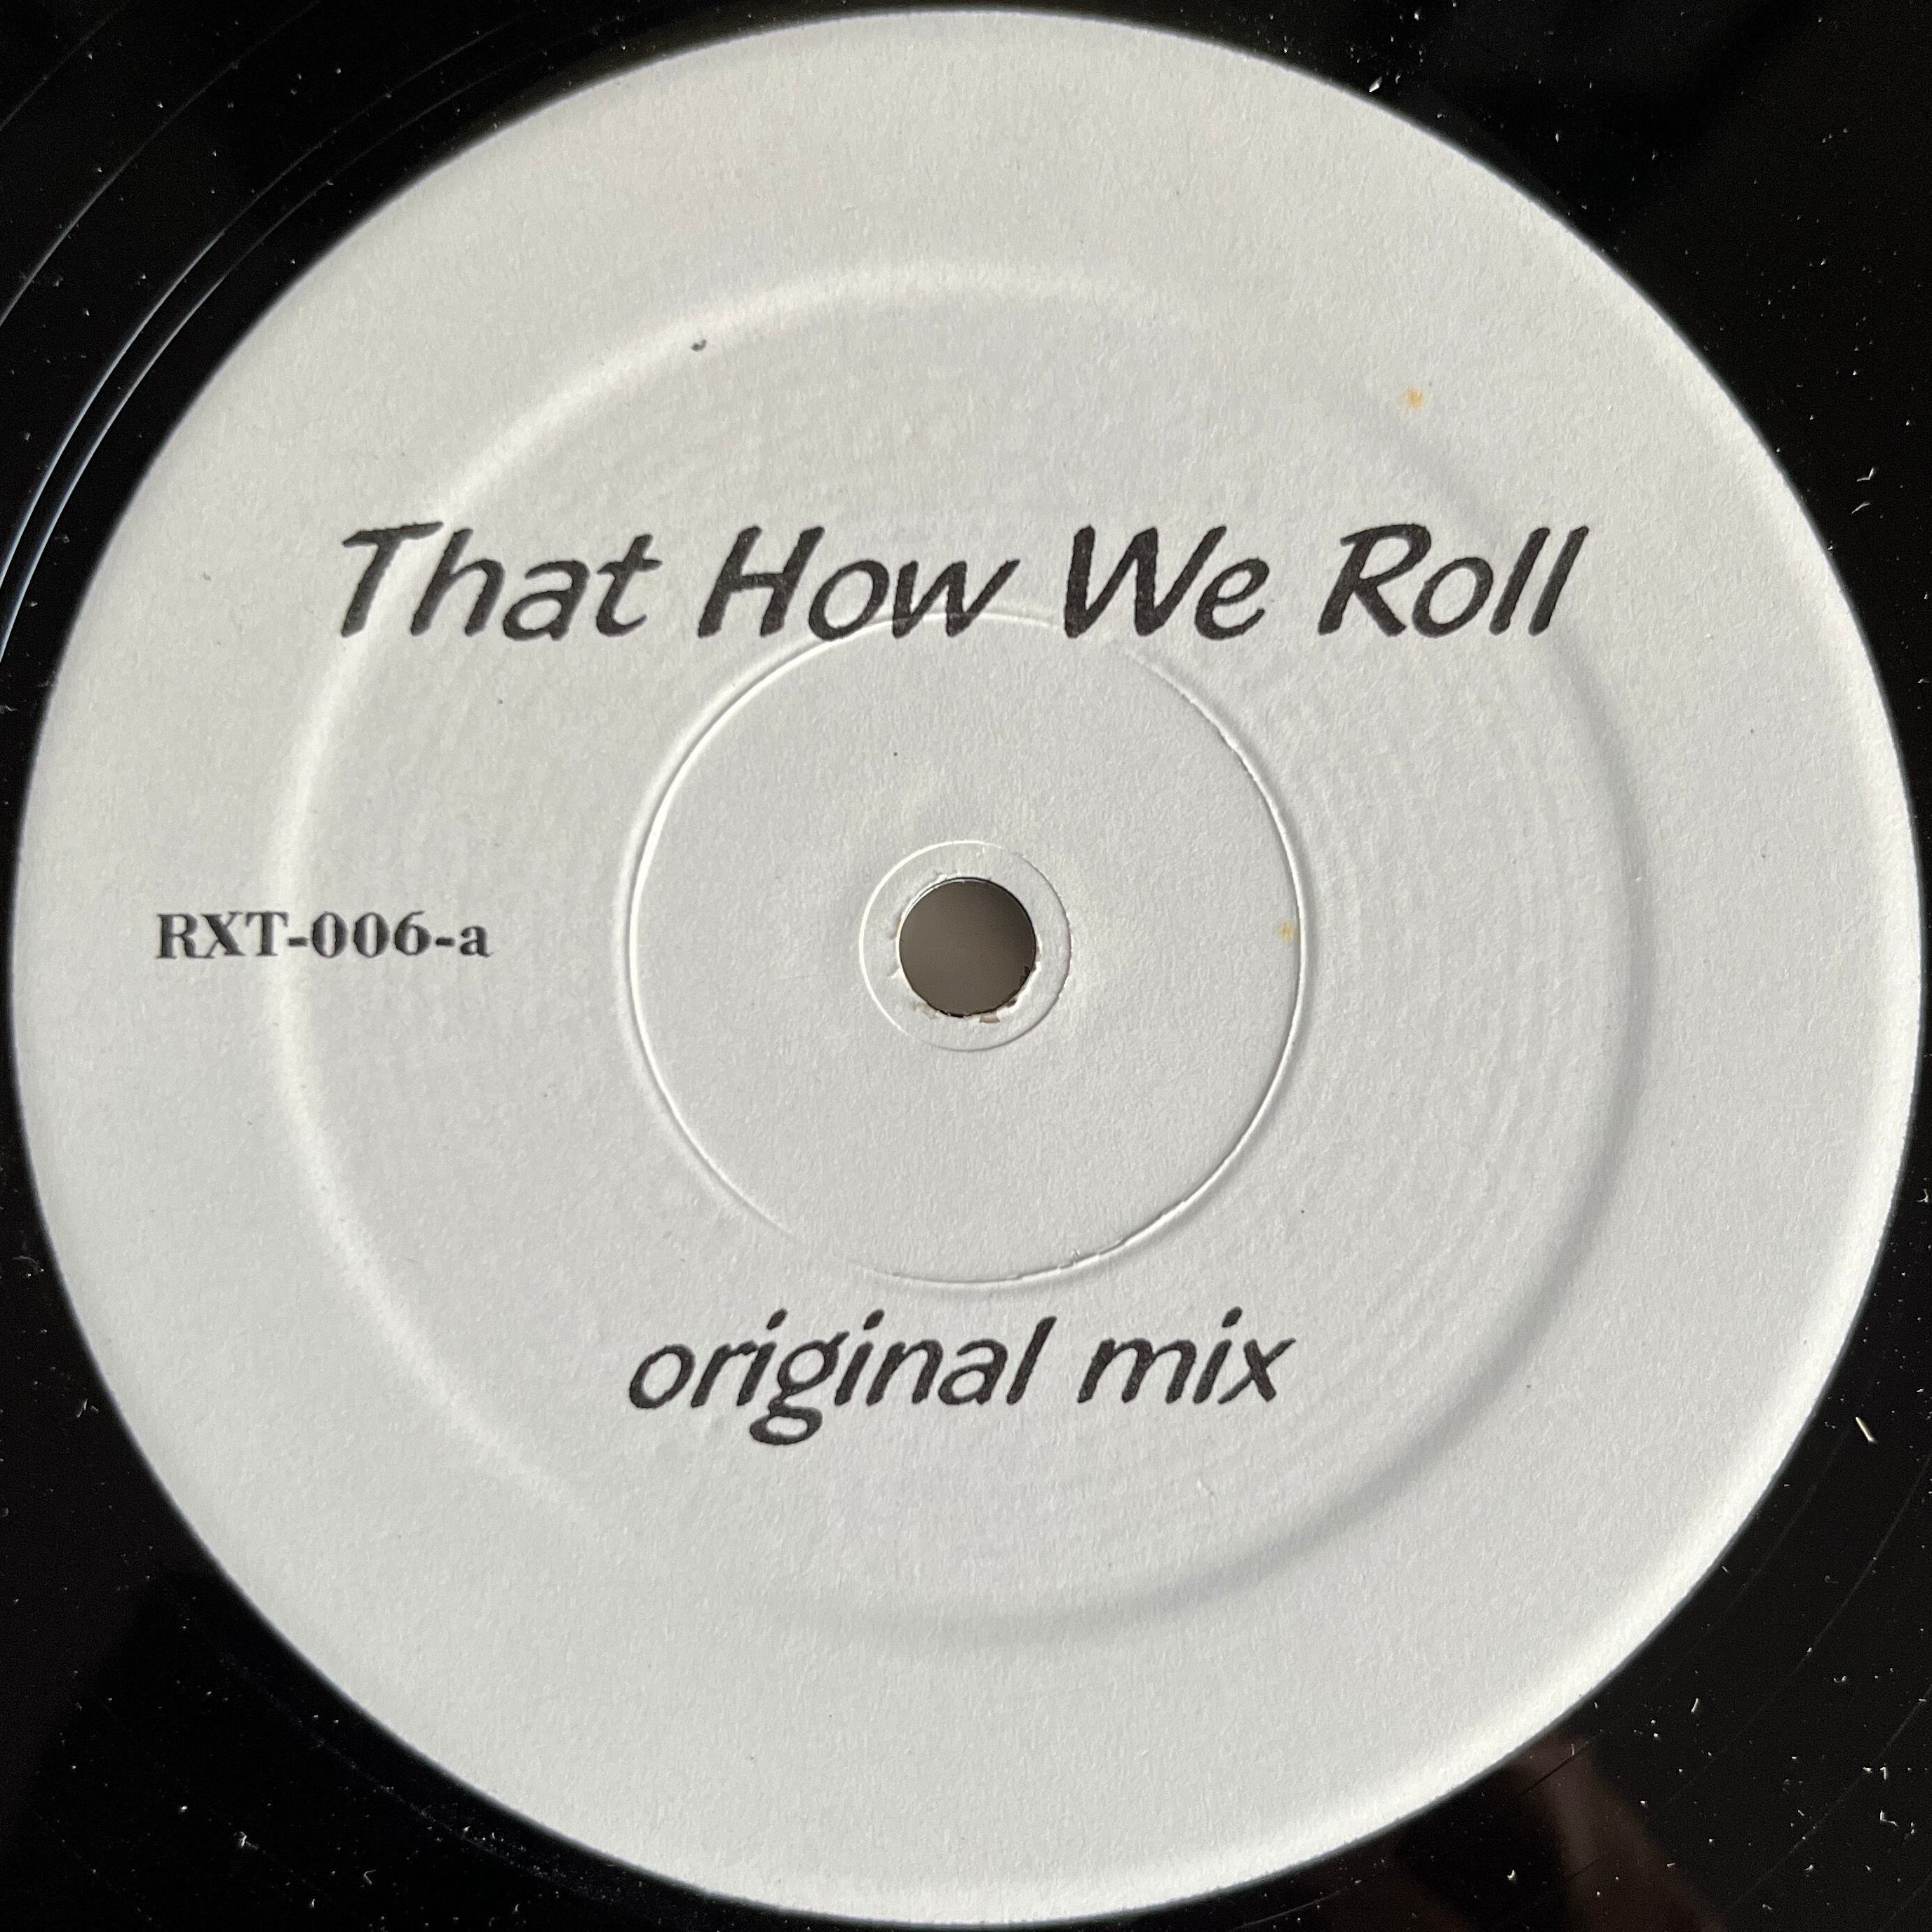 That How We Roll
RXT-006-a
original mix